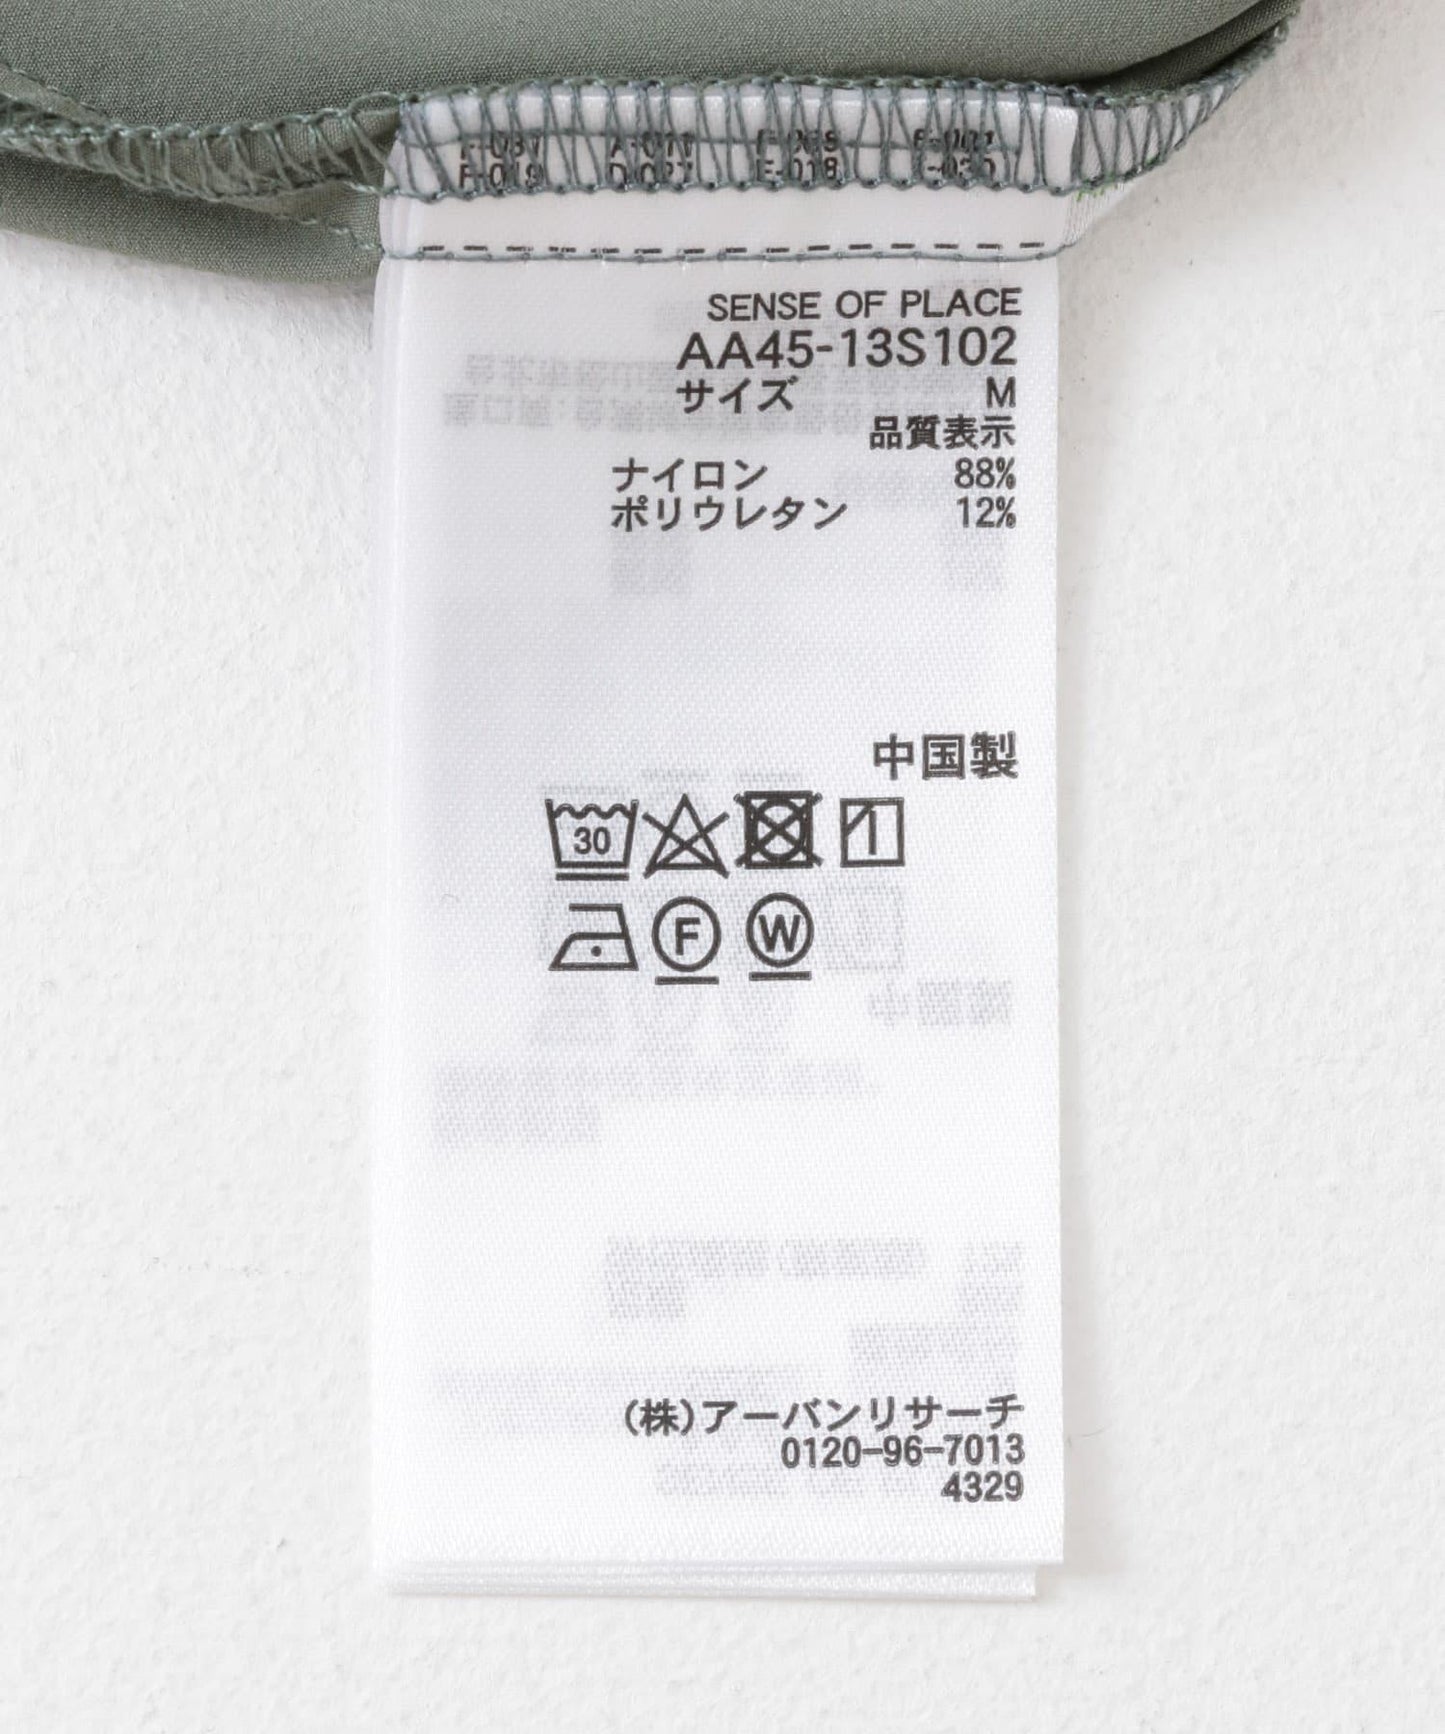 SENSE OF PLACE
AA45-13S102
サイズ M
品質表示
ナイロン 88%
ポリウレタン 12%
中国製
30
F W
(株)アーバンリサーチ
0120-96-7013
4329